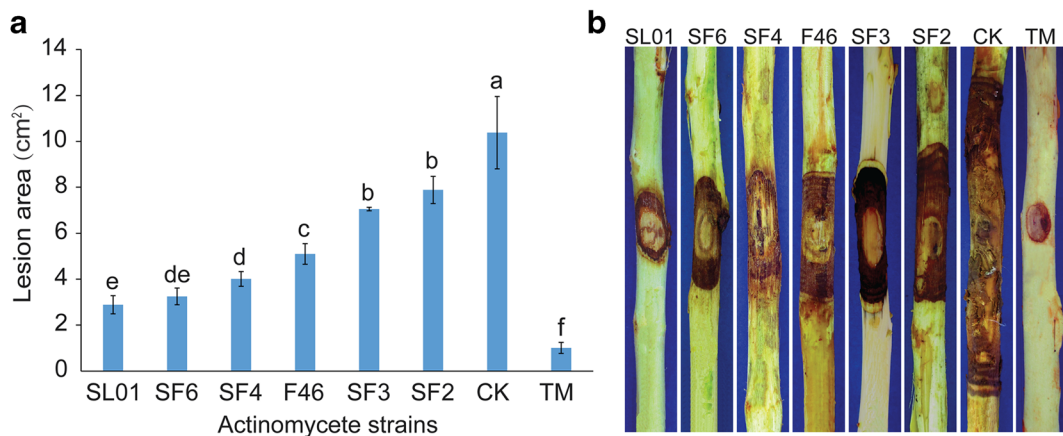 a
Lesion area (cm²)
14
12
10
8
6
4
2
0
e
de
d
c
b
b
a
f
SL01 SF6 SF4 F46 SF3 SF2 CK TM
Actinomycete strains
b
SL01 SF6 SF4 F46 SF3 SF2 CK TM